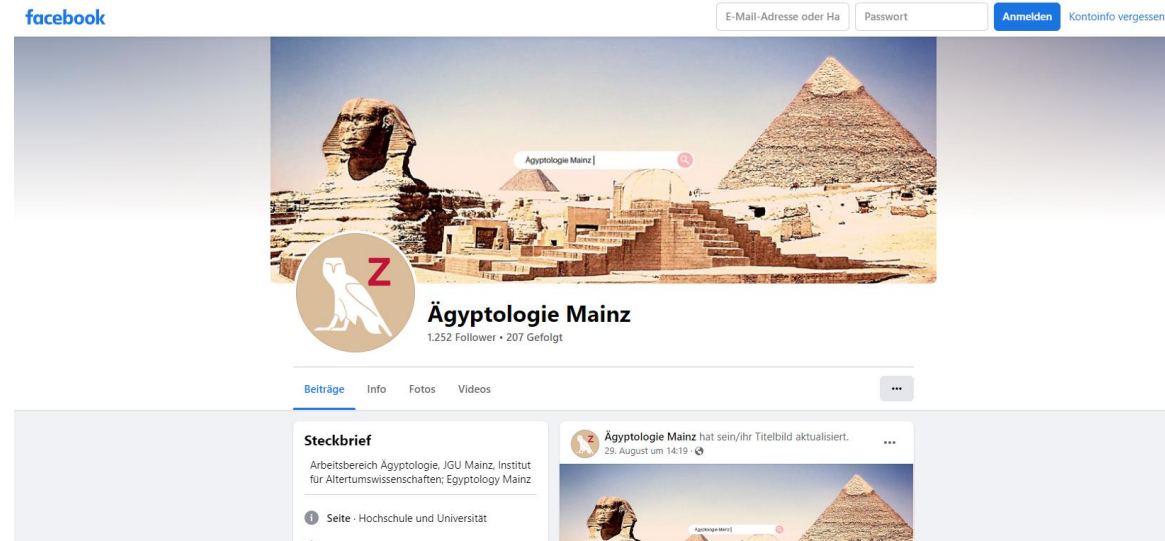 facebook
E-Mail-Adresse oder Ha
Passwort
Anmelden
Kontoinfo vergessen
Ägyptologie Mainz
Z
Ägyptologie Mainz
1.252 Follower • 207 Gefolgt
Beiträge
Info
Fotos
Videos
Steckbrief
Arbeitsbereich Ägyptologie, JGU Mainz, Institut
für Altertumswissenschaften; Egyptology Mainz
Seite · Hochschule und Universität
Z
Ägyptologie Mainz hat sein/ihr Titelbild aktualisiert.
29. August um 14:19 ·
Ägyptologie Mainz